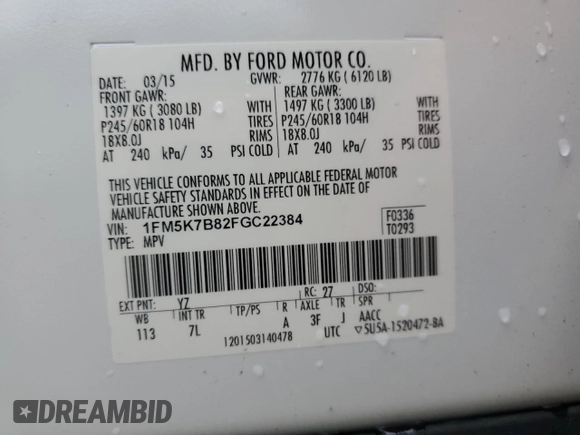 MFD. BY FORD MOTOR CO.
DATE: 03/15 GVWR: 2776 KG ( 6120 LB)
FRONT GAWR: REAR GAWR:
1397 KG ( 3080 LB) WITH 1497 KG ( 3300 LB) WITH
P245/60R18 104H TIRES P245/60R18 104H TIRES
18X8.0J RIMS 18X8.0J RIMS
AT 240 kPa/ 35 PSI COLD AT 240 kPa/ 35 PSI COLD
THIS VEHICLE CONFORMS TO ALL APPLICABLE FEDERAL MOTOR
VEHICLE SAFETY STANDARDS IN EFFECT ON THE DATE OF
MANUFACTURE SHOWN ABOVE.
VIN: 1FM5K7B82FGC22384 F0336
TYPE: MPV T0293
EXT PNT: YZ RC: 27 DSO:
WB INT TR TP/PS R AXLE TR SPR
113 7L A 3F J AACC
1201503140478 UTC ▽5U5A-1520472-BA
DREAMBID